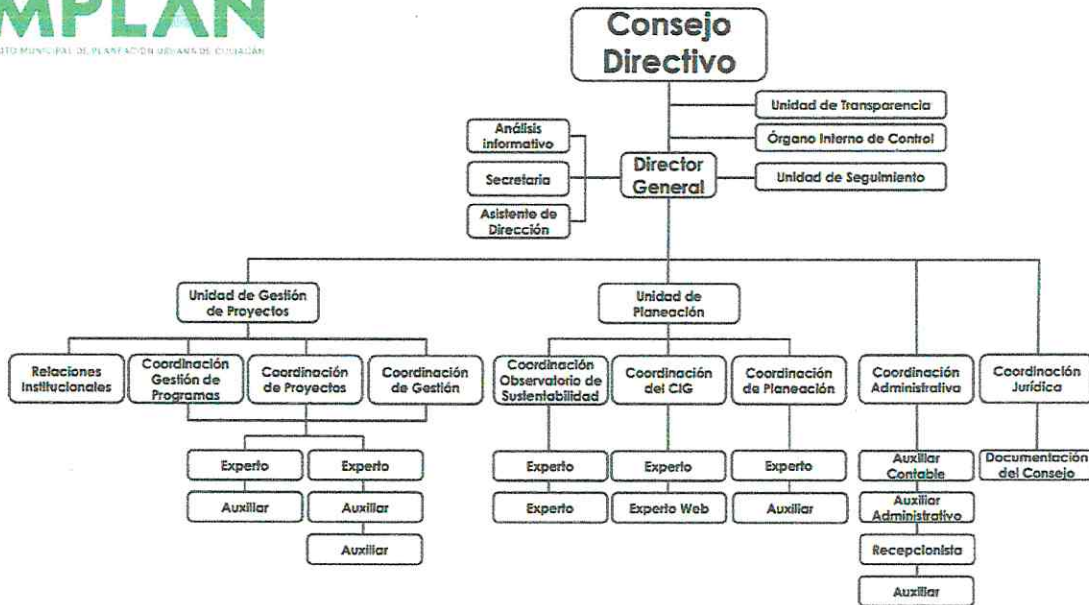 MPLAN
Consejo
Directivo
Unidad de Transparencia
Órgano Interno de Control
Análisis
informativo
Director
General
Secretaria
Unidad de Seguimiento
Asistente de
Dirección
Unidad de Gestión
de Proyectos
Unidad de
Planeación
Relaciones
Institucionales
Coordinación
Gestión de
Programas
Coordinación
de Proyectos
Coordinación
de Gestión
Coordinación
Observatorio de
Sustentabilidad
Coordinación
del CIG
Coordinación
de Planeación
Coordinación
Administrativa
Coordinación
Jurídica
Experto
Experto
Experto
Experto
Experto
Auxiliar
Contable
Documentación
del Consejo
Auxiliar
Auxiliar
Experto
Experto Web
Auxiliar
Auxiliar
Administrativo
Auxiliar
Recepcionista
Auxiliar